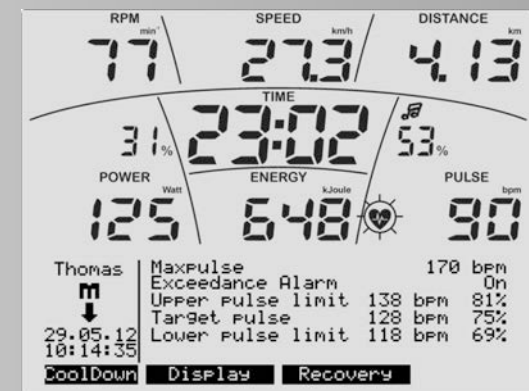 RPM SPEED DISTANCE
min⁻ km/h km
77 27.3 4.13
TIME
31% 23:02 53%
POWER ENERGY PULSE
Watt kJoule bpm
125 648 90
Thomas
m
29.05.12
10:14:35
Maxpulse 170 bpm
Exceedance Alarm On
Upper pulse limit 138 bpm 81%
Target pulse 128 bpm 75%
Lower pulse limit 118 bpm 69%
CoolDown Display Recovery